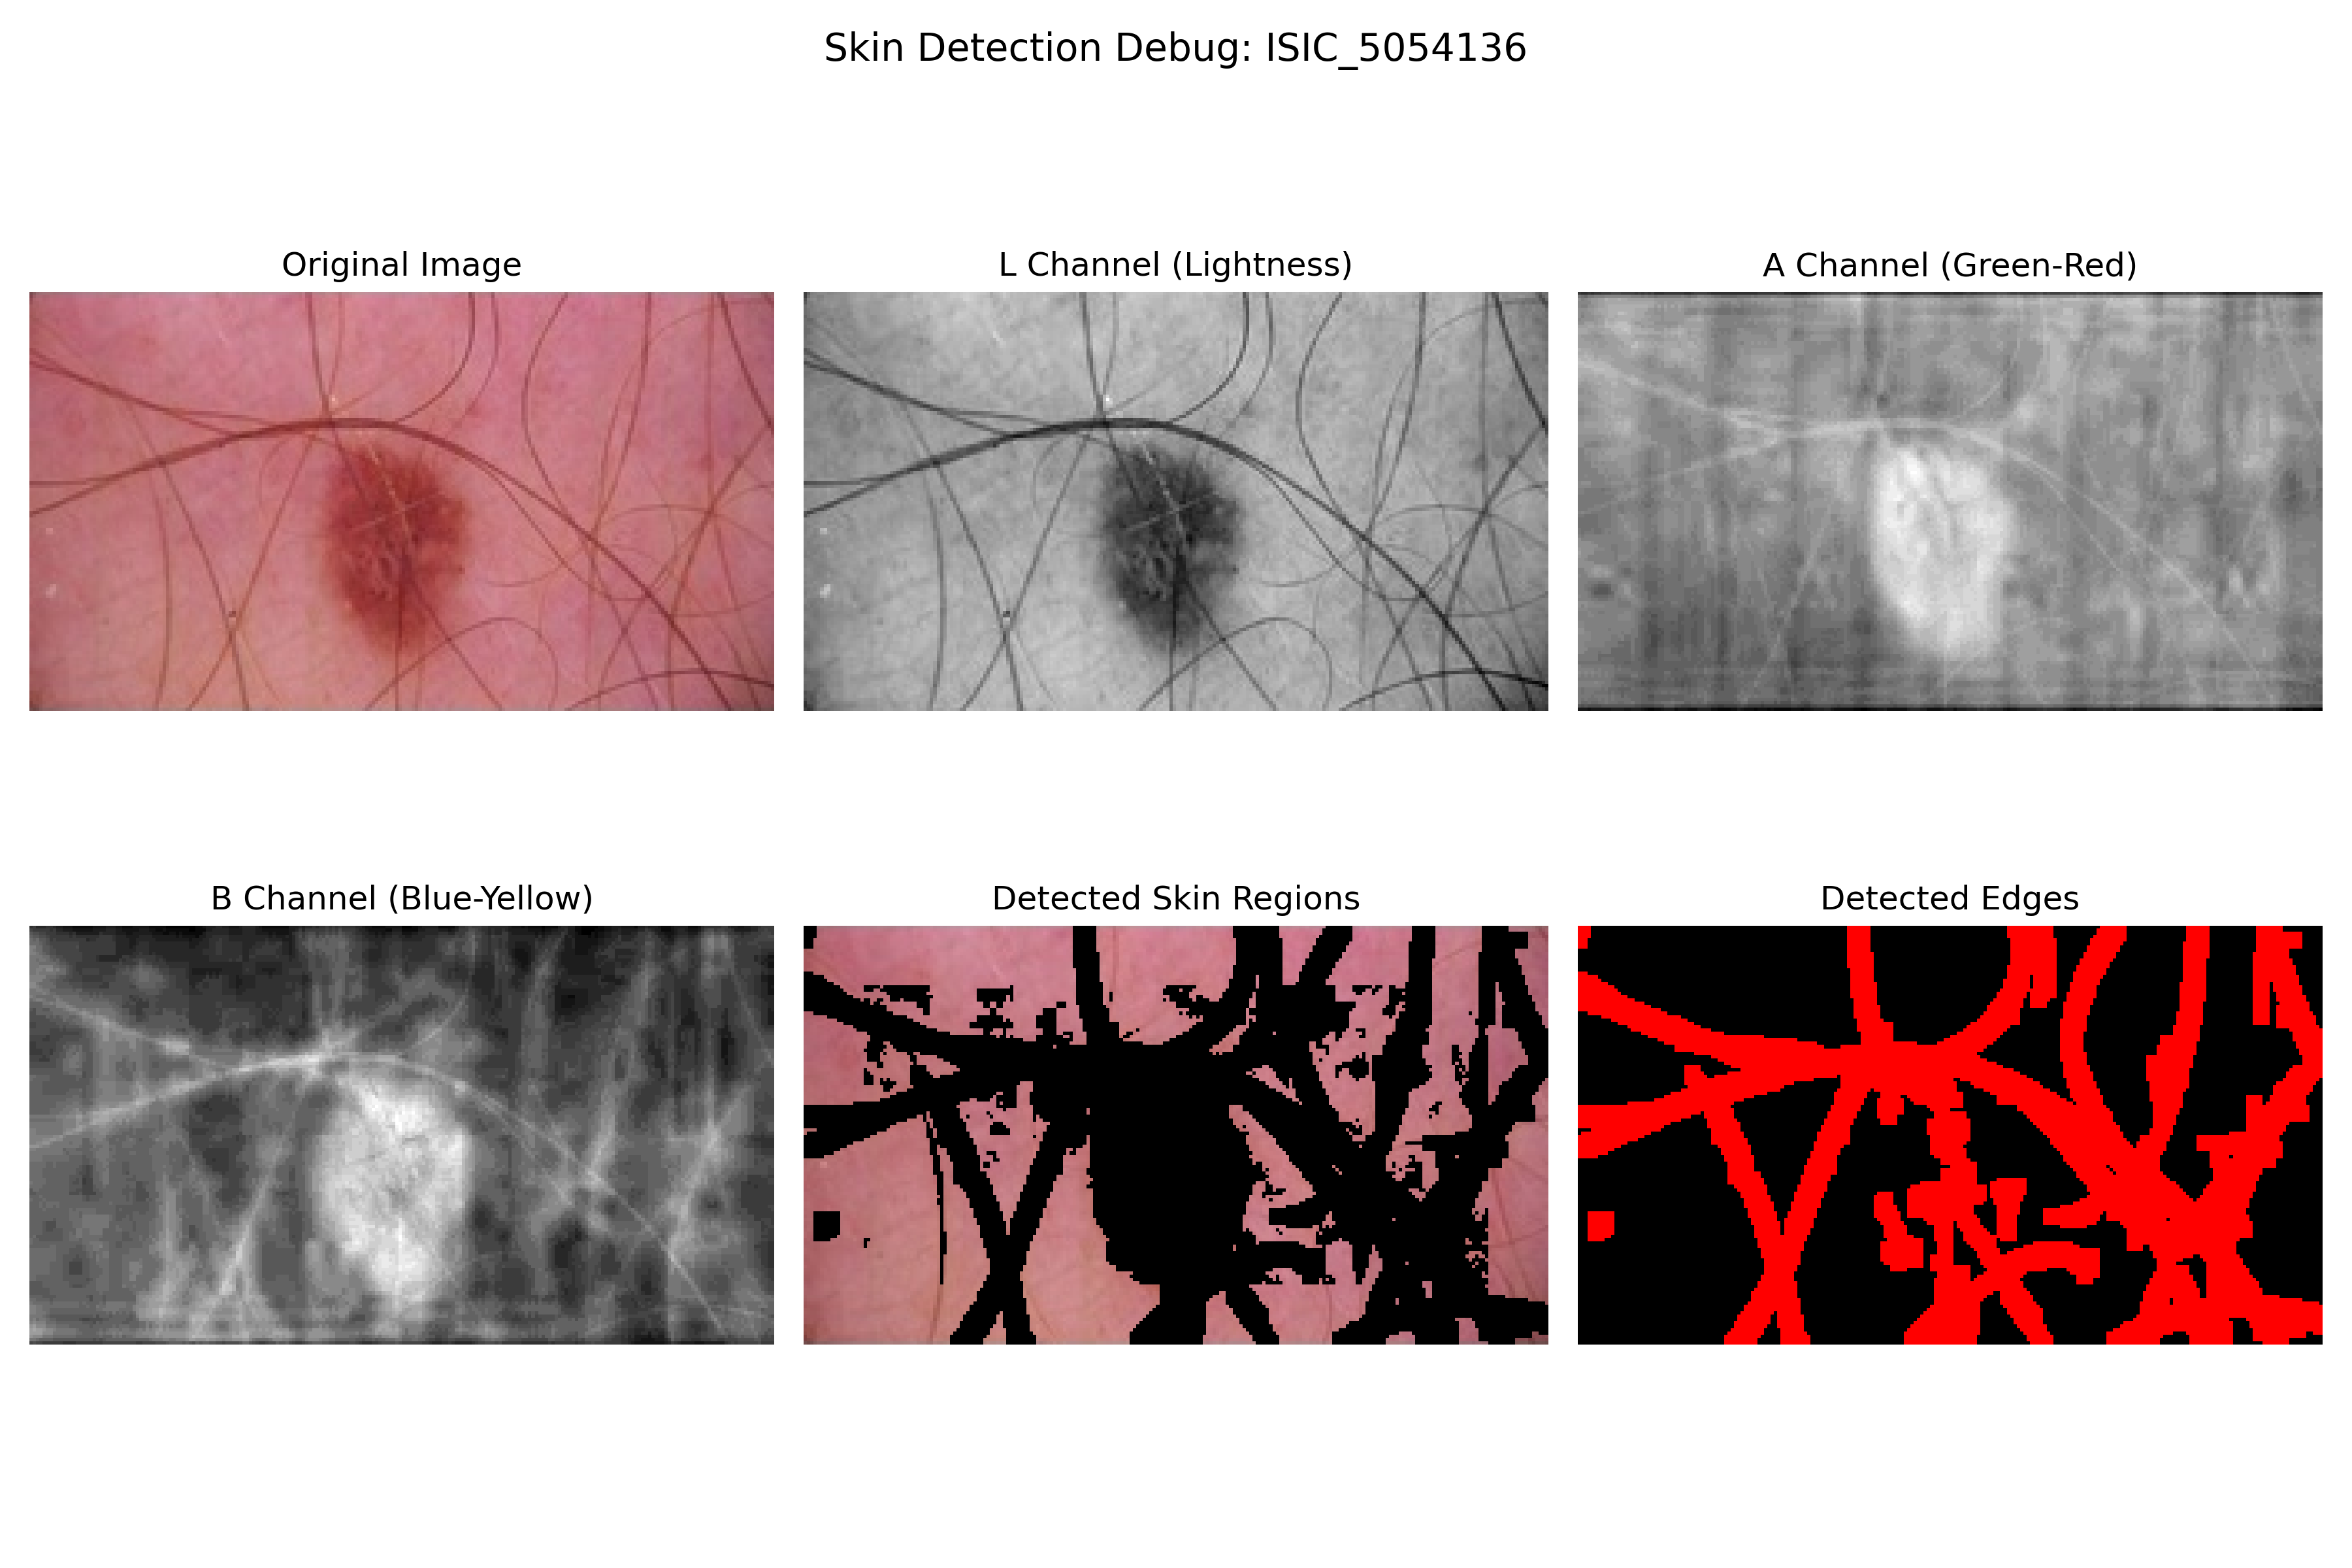 Skin Detection Debug: ISIC_5054136
Original Image
L Channel (Lightness)
A Channel (Green-Red)
B Channel (Blue-Yellow)
Detected Skin Regions
Detected Edges